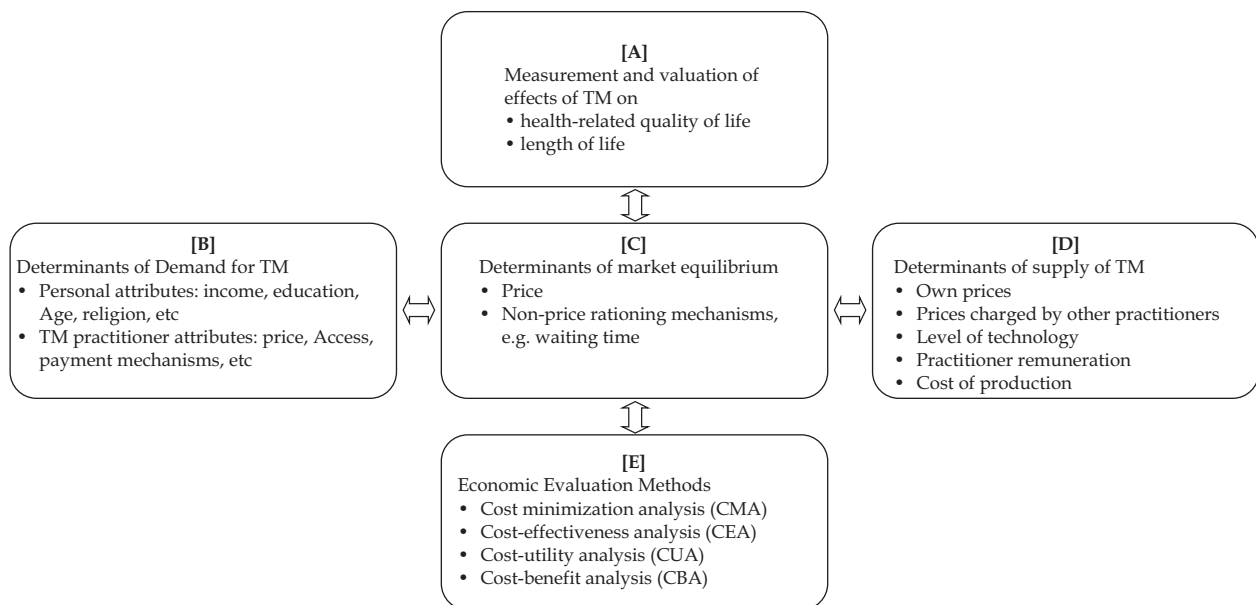 [A]
Measurement and valuation of
effects of TM on
• health-related quality of life
• length of life
[B]
Determinants of Demand for TM
• Personal attributes: income, education,
Age, religion, etc
• TM practitioner attributes: price, Access,
payment mechanisms, etc
[C]
Determinants of market equilibrium
• Price
• Non-price rationing mechanisms,
e.g. waiting time
[D]
Determinants of supply of TM
• Own prices
• Prices charged by other practitioners
• Level of technology
• Practitioner remuneration
• Cost of production
[E]
Economic Evaluation Methods
• Cost minimization analysis (CMA)
• Cost-effectiveness analysis (CEA)
• Cost-utility analysis (CUA)
• Cost-benefit analysis (CBA)